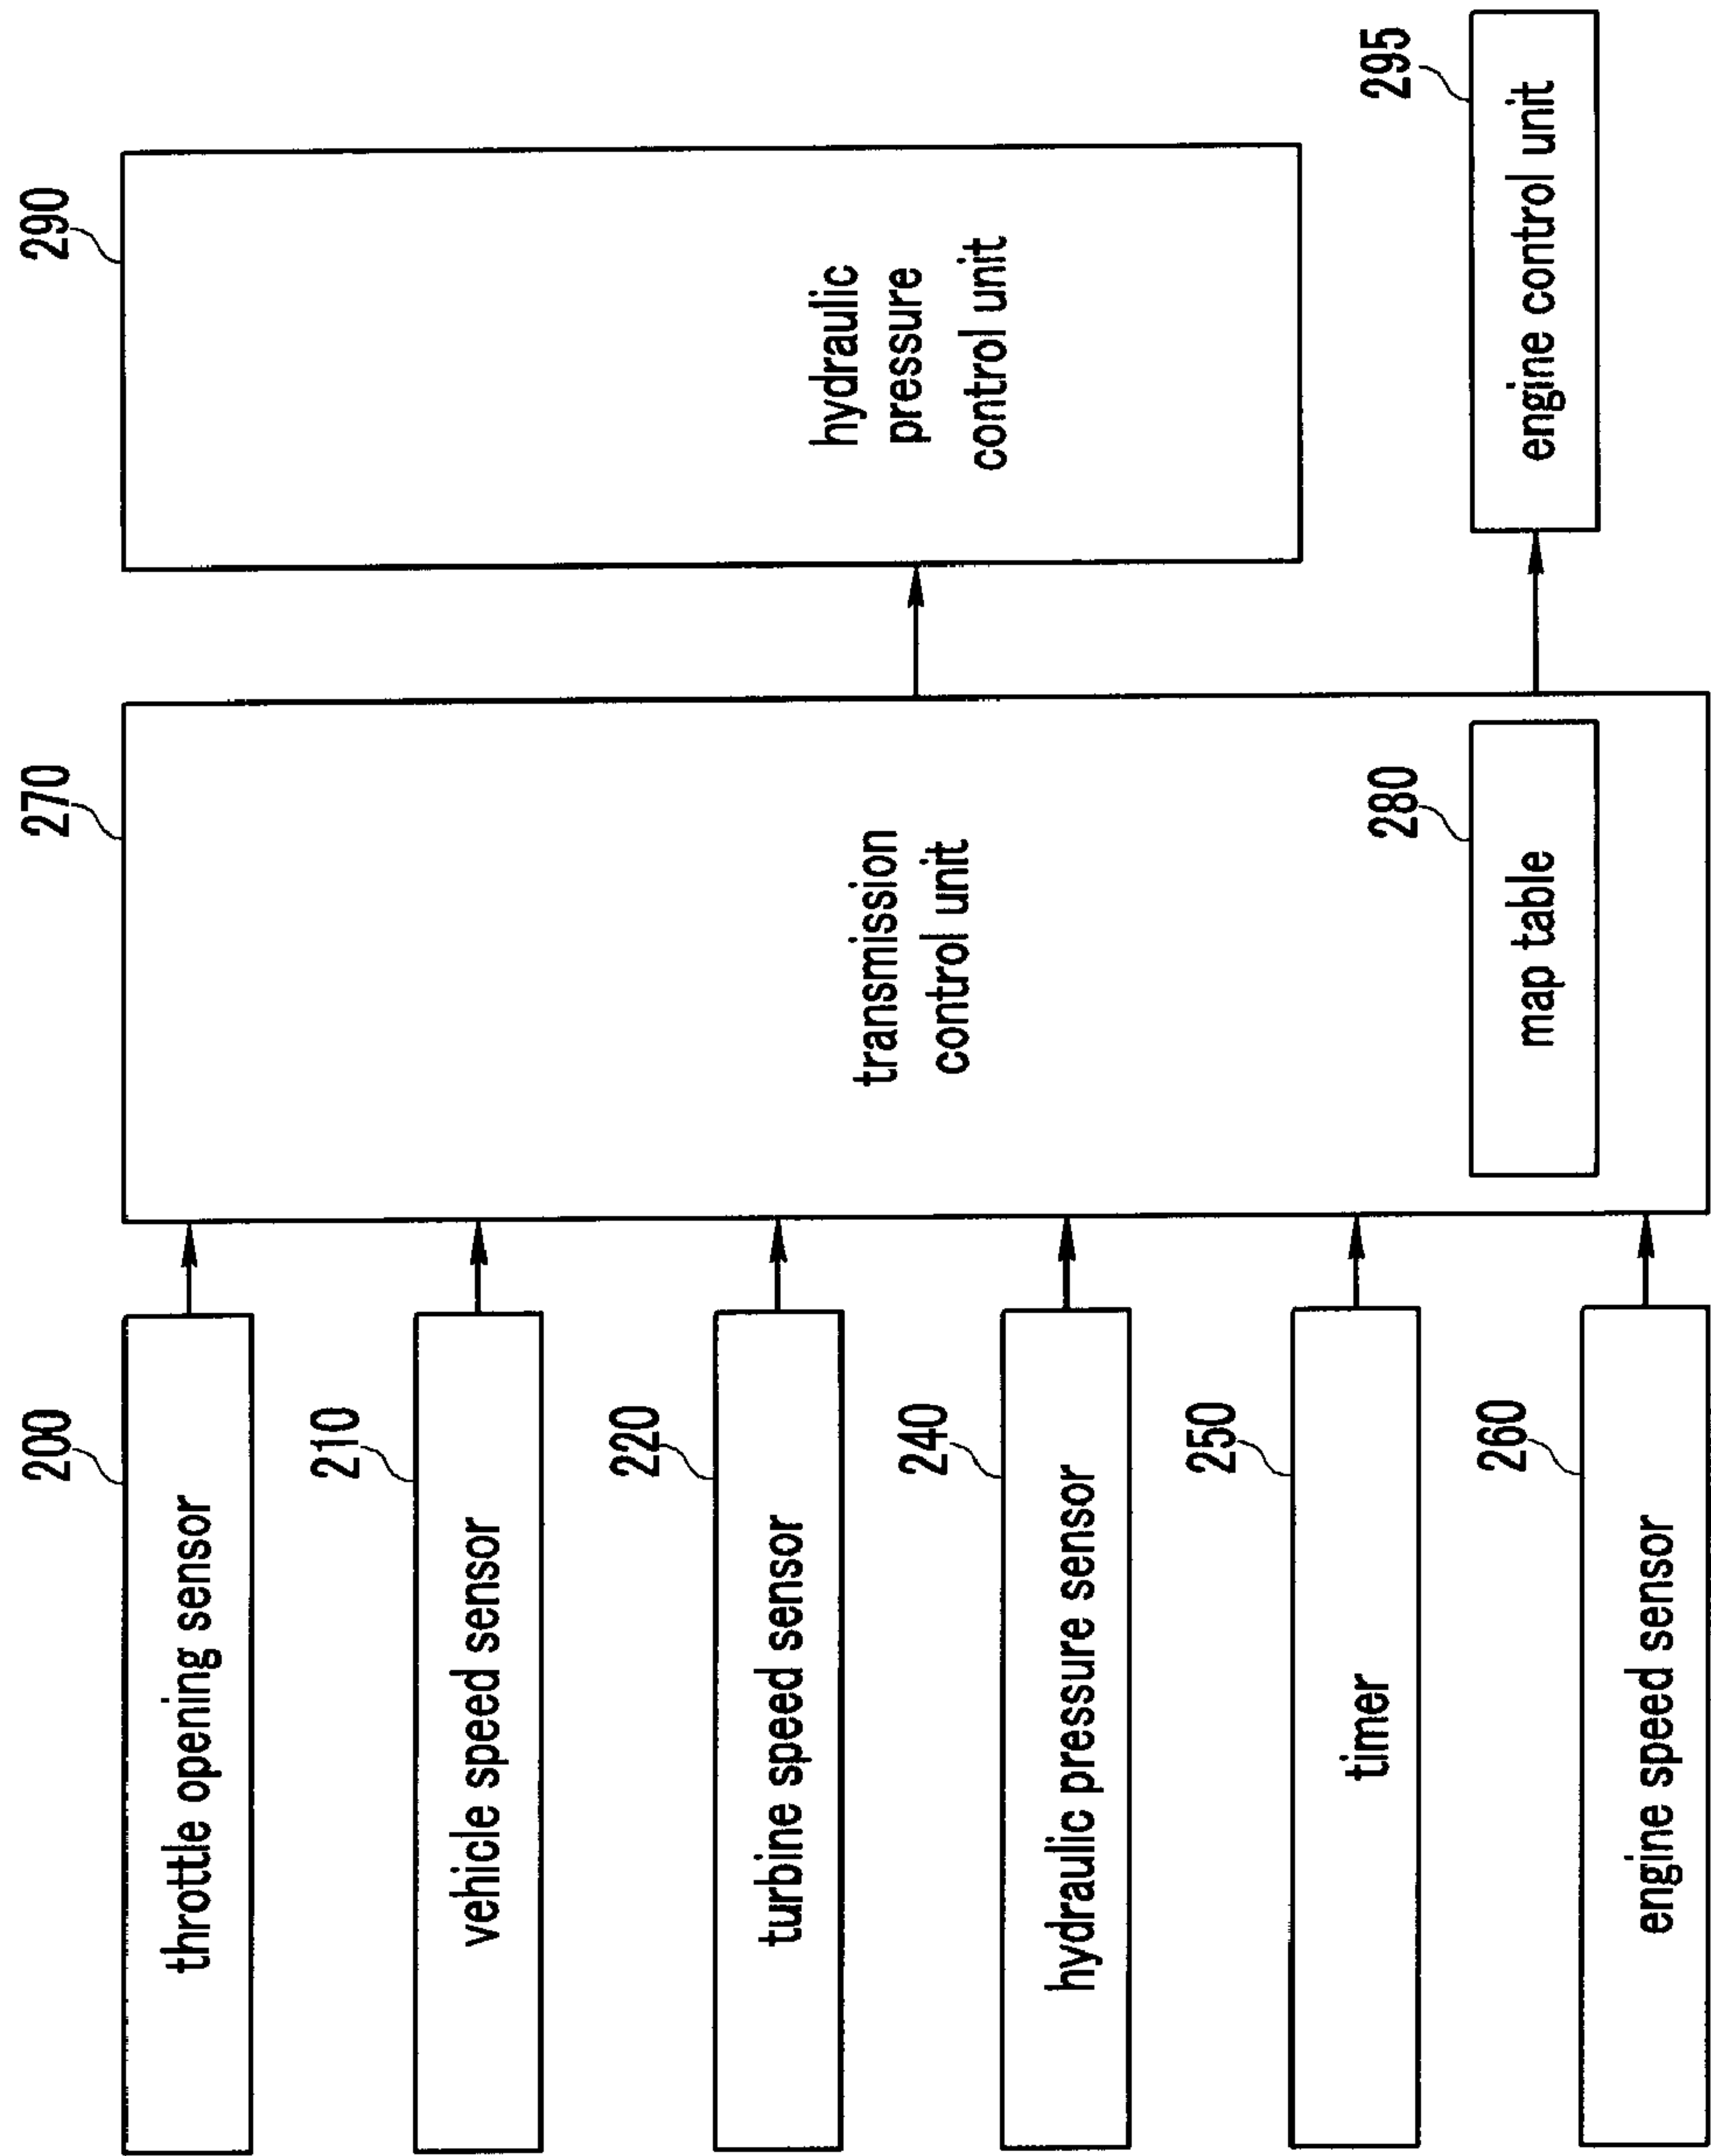 200
throttle opening sensor
210
vehicle speed sensor
220
turbine speed sensor
240
hydraulic pressure sensor
250
timer
260
engine speed sensor
270
transmission
control unit
280
map table
290
hydraulic
pressure
control unit
295
engine control unit